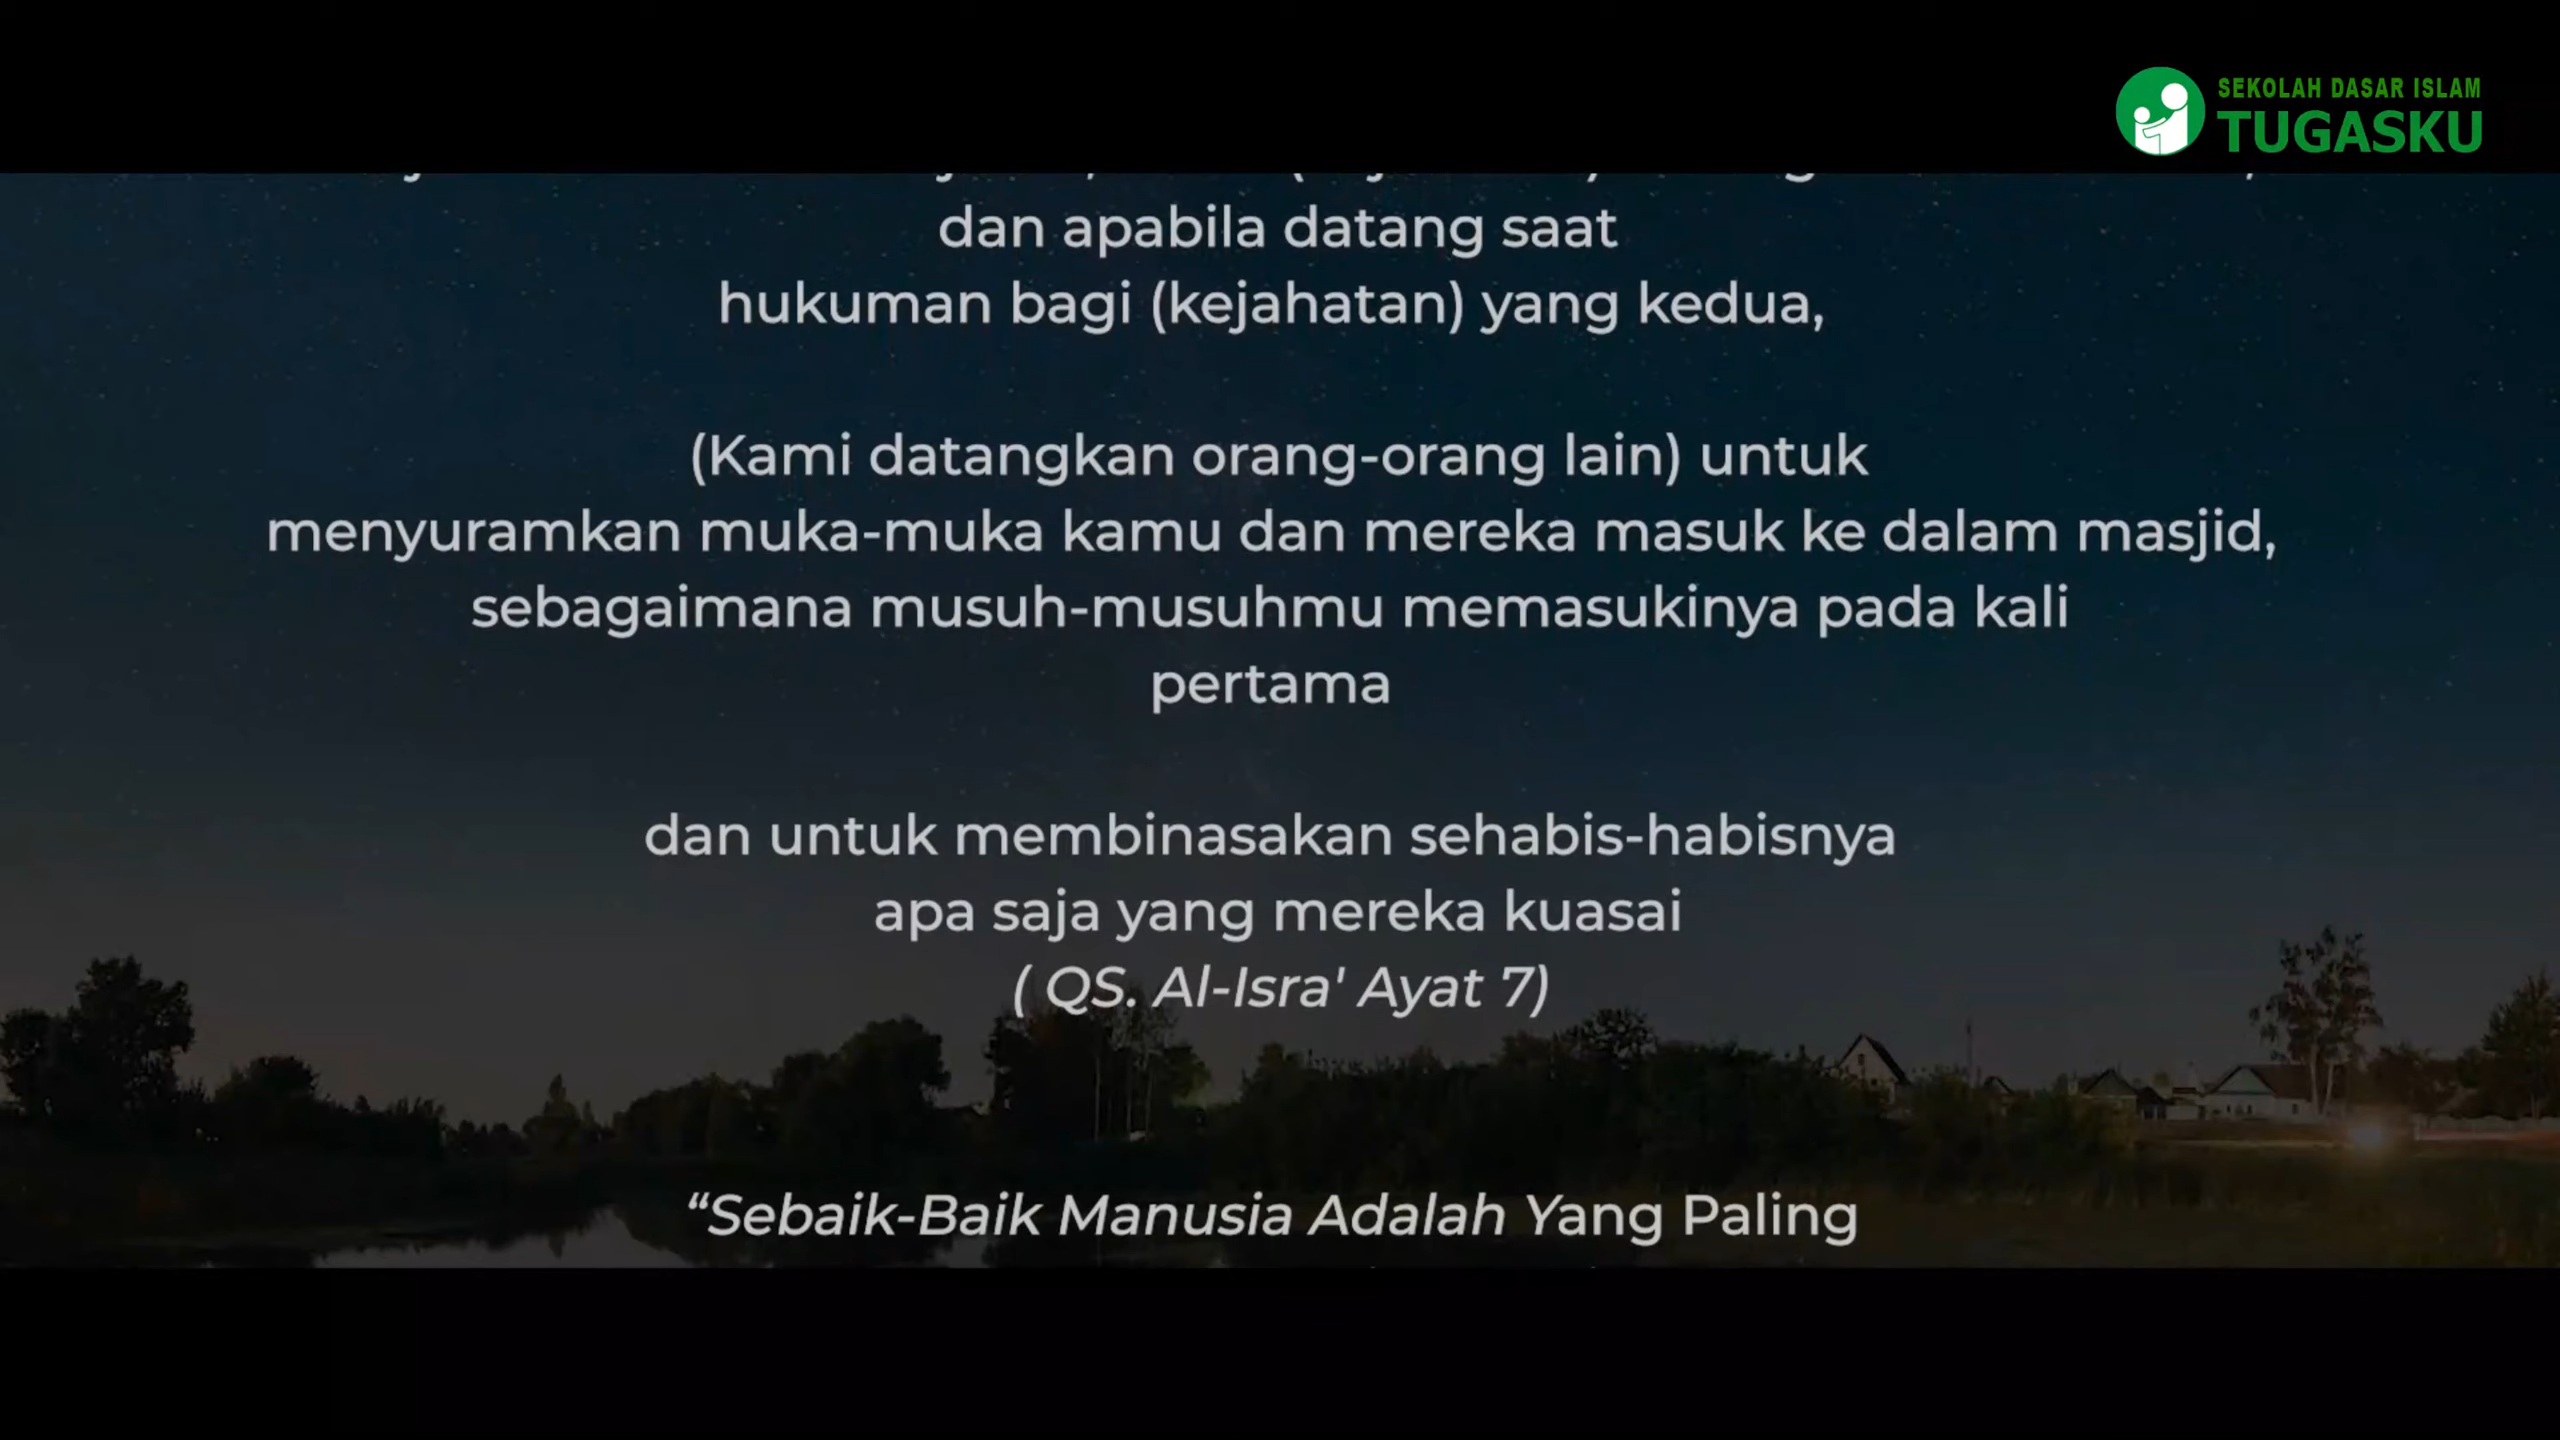 SEKOLAH DASAR ISLAM
TUGASKU
dan apabila datang saat
hukuman bagi (kejahatan) yang kedua,
(Kami datangkan orang-orang lain) untuk
menyuramkan muka-muka kamu dan mereka masuk ke dalam masjid,
sebagaimana musuh-musuhmu memasukinya pada kali
pertama
dan untuk membinasakan sehabis-habisnya
apa saja yang mereka kuasai
( QS. Al-Isra' Ayat 7)
“Sebaik-Baik Manusia Adalah Yang Paling